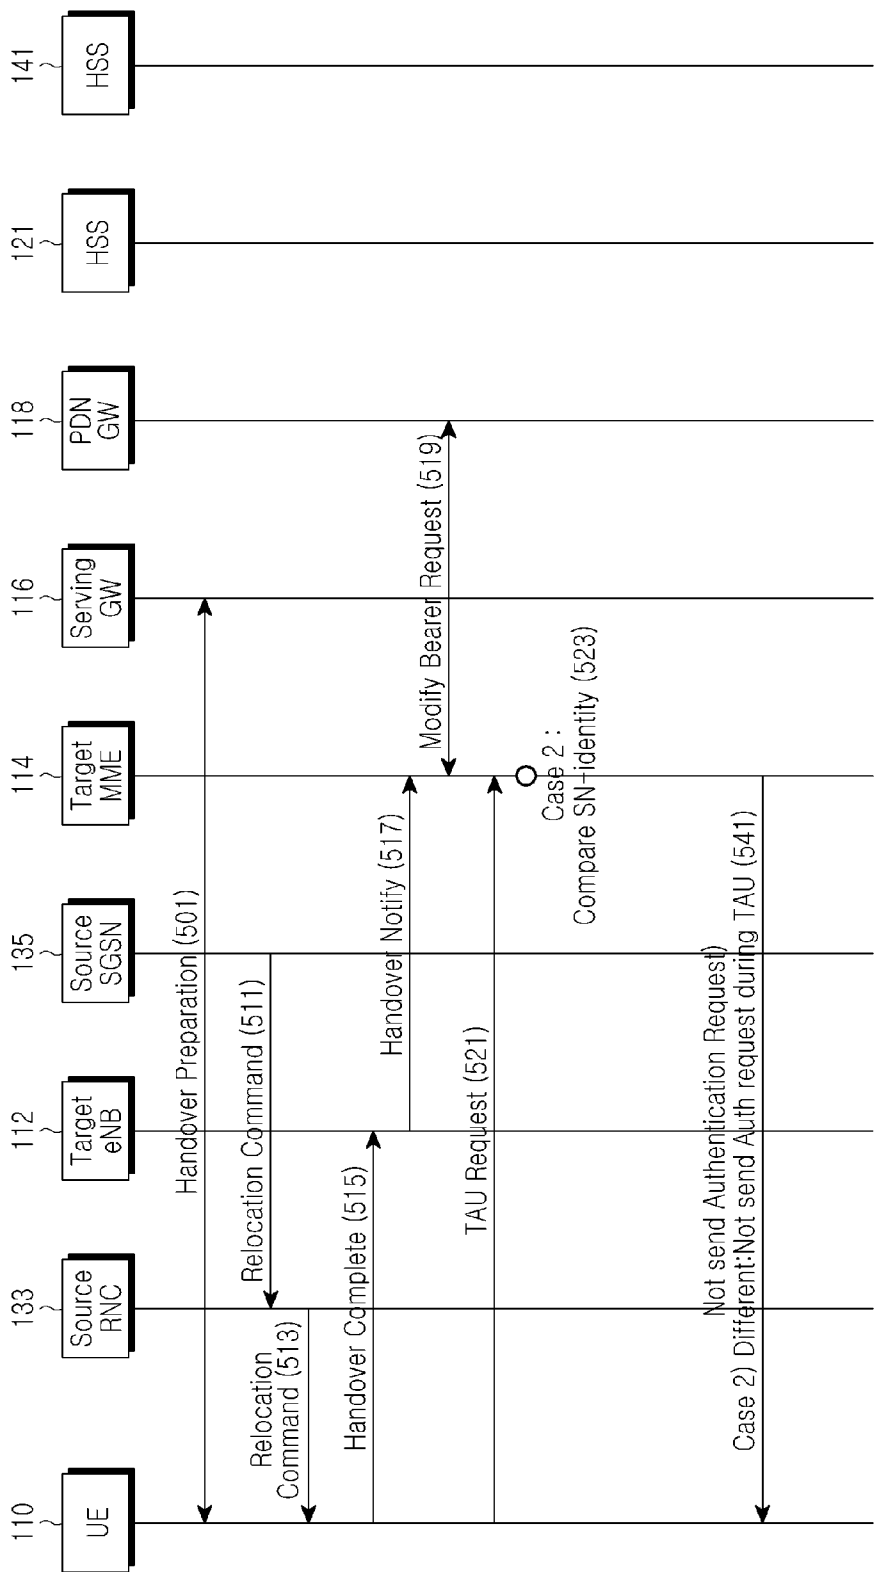 110
UE
133
Source
RNC
112
Target
eNB
135
Source
SGSN
114
Target
MME
116
Serving
GW
118
PDN
GW
121
HSS
141
HSS
Handover Preparation (501)
Relocation Command (511)
Relocation
Command (513)
Handover Complete (515)
Handover Notify (517)
Modify Bearer Request (519)
TAU Request (521)
Case 2 :
Compare SN-identity (523)
Not send Authentication Request)
Case 2) Different:Not send Auth request during TAU (541)